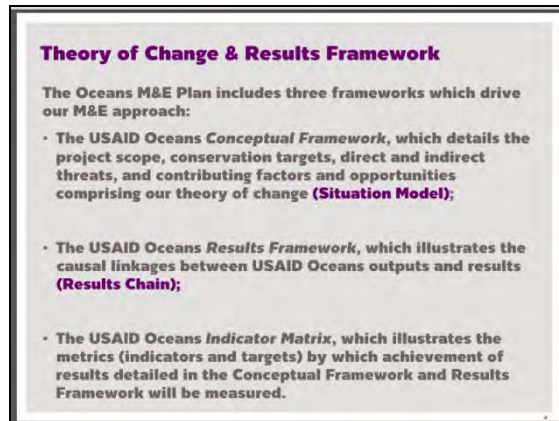 Theory of Change & Results Framework
The Oceans M&E Plan includes three frameworks which drive
our M&E approach:
· The USAID Oceans Conceptual Framework, which details the
project scope, conservation targets, direct and indirect
threats, and contributing factors and opportunities
comprising our theory of change (Situation Model);
· The USAID Oceans Results Framework, which illustrates the
causal linkages between USAID Oceans outputs and results
(Results Chain);
· The USAID Oceans Indicator Matrix, which illustrates the
metrics (indicators and targets) by which achievement of
results detailed in the Conceptual Framework and Results
Framework will be measured.
4